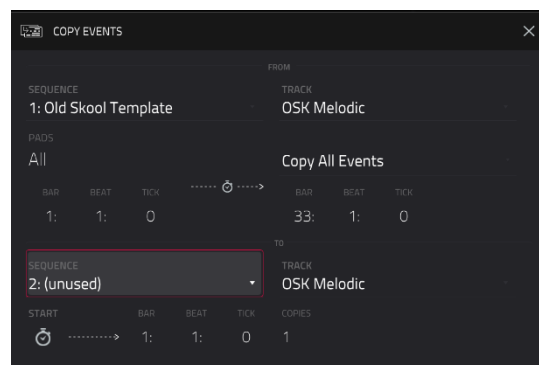 COPY EVENTS
FROM
SEQUENCE TRACK
1: Old Skool Template OSK Melodic
PADS
All Copy All Events
BAR BEAT TICK BAR BEAT TICK
1: 1: 0 33: 1: 0
TO
SEQUENCE TRACK
2: (unused) OSK Melodic
START BAR BEAT TICK COPIES
1: 1: 0 1